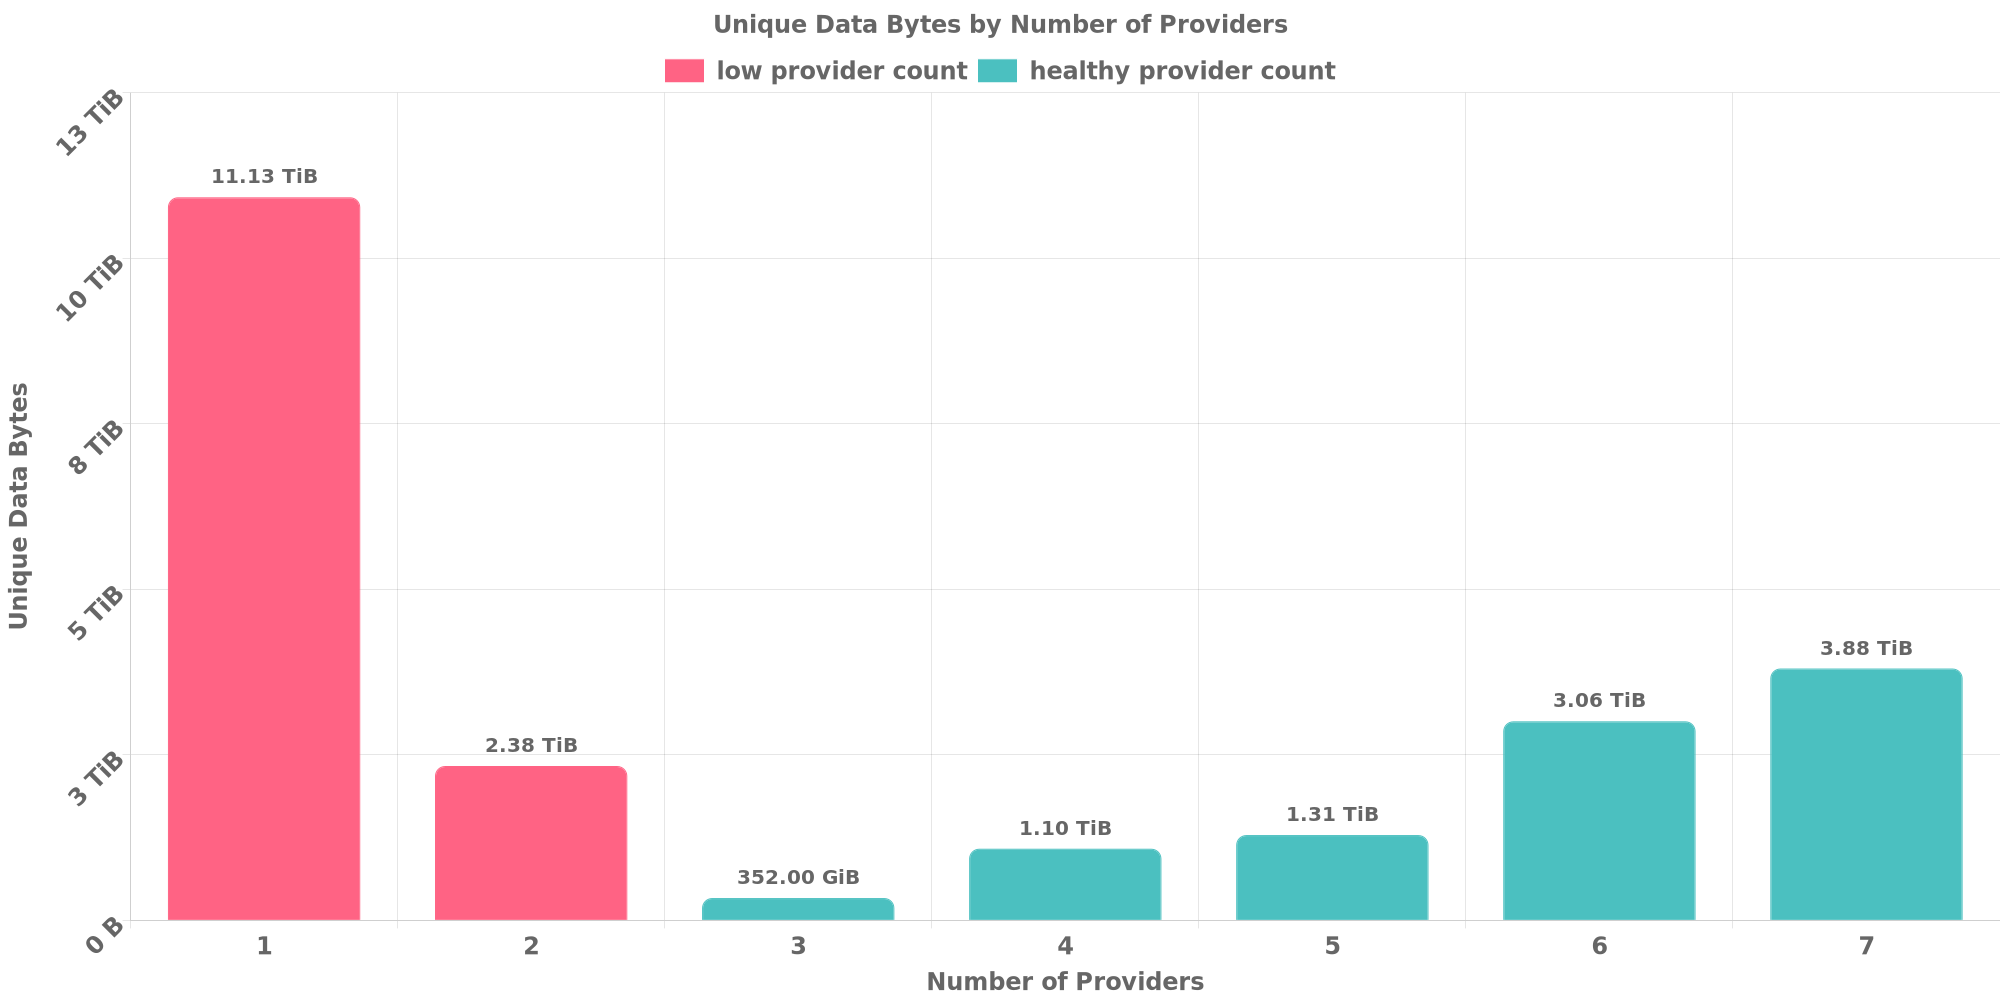 Unique Data Bytes by Number of Providers
low provider count healthy provider count
13 TiB
10 TiB
8 TiB
5 TiB
3 TiB
0 B
Unique Data Bytes
11.13 TiB
2.38 TiB
352.00 GiB
1.10 TiB
1.31 TiB
3.06 TiB
3.88 TiB
1 2 3 4 5 6 7
Number of Providers